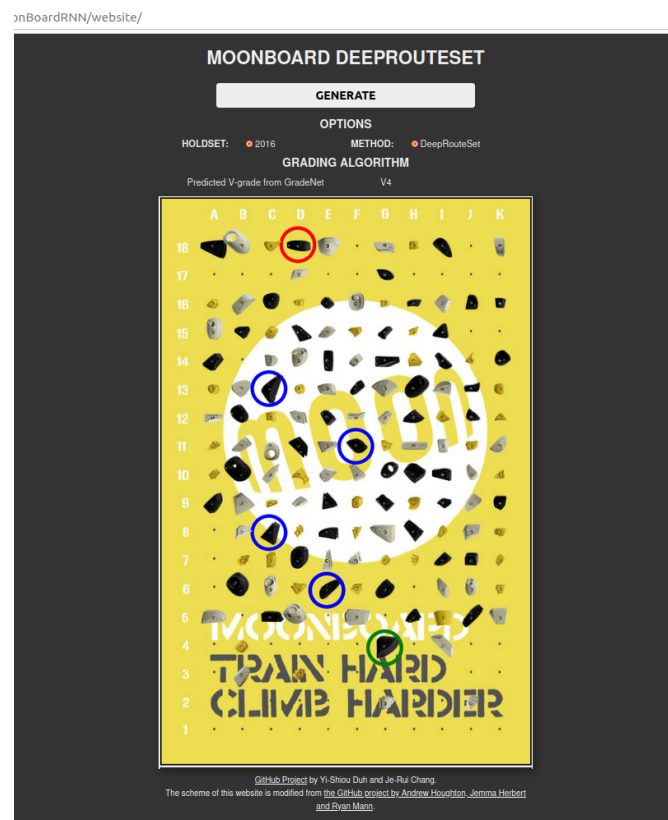 onBoardRNN/website/
MOONBOARD DEEPROUTESET
GENERATE
OPTIONS
HOLDSET: 2016 METHOD: DeepRouteSet
GRADING ALGORITHM
Predicted V-grade from GradeNet V4
A B C D E F G H I J K
18
17
16
15
14
13
12
11
10
9
8
7
6
5
4
3
2
1
moon
MOONBOARD
TRAIN HARD
CLIMB HARDER
GitHub Project by Yi-Shiou Duh and Je-Rui Chang.
The scheme of this website is modified from the GitHub project by Andrew Houghton, Jemma Herbert
and Ryan Mann.